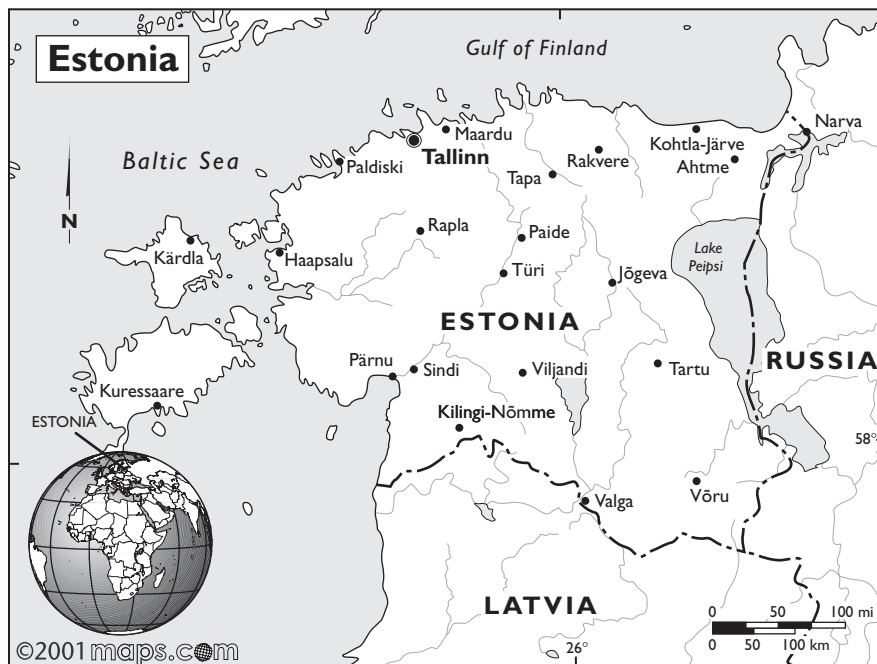 Estonia
Gulf of Finland
Baltic Sea
N
Maardu
Tallinn
Paldiski
Narva
Kohtla-Järve
Ahtme
Rakvere
Tapa
Kärdla
Haapsalu
Rapla
Paide
Türi
Jõgeva
Lake
Peipsi
ESTONIA
RUSSIA
Pärnu
Sindi
Viljandi
Tartu
Kuressaare
Kilingi-Nõmme
ESTONIA
58°
Valga
Võru
LATVIA
0 50 100 mi
0 50 100 km
26°
©2001 maps.com